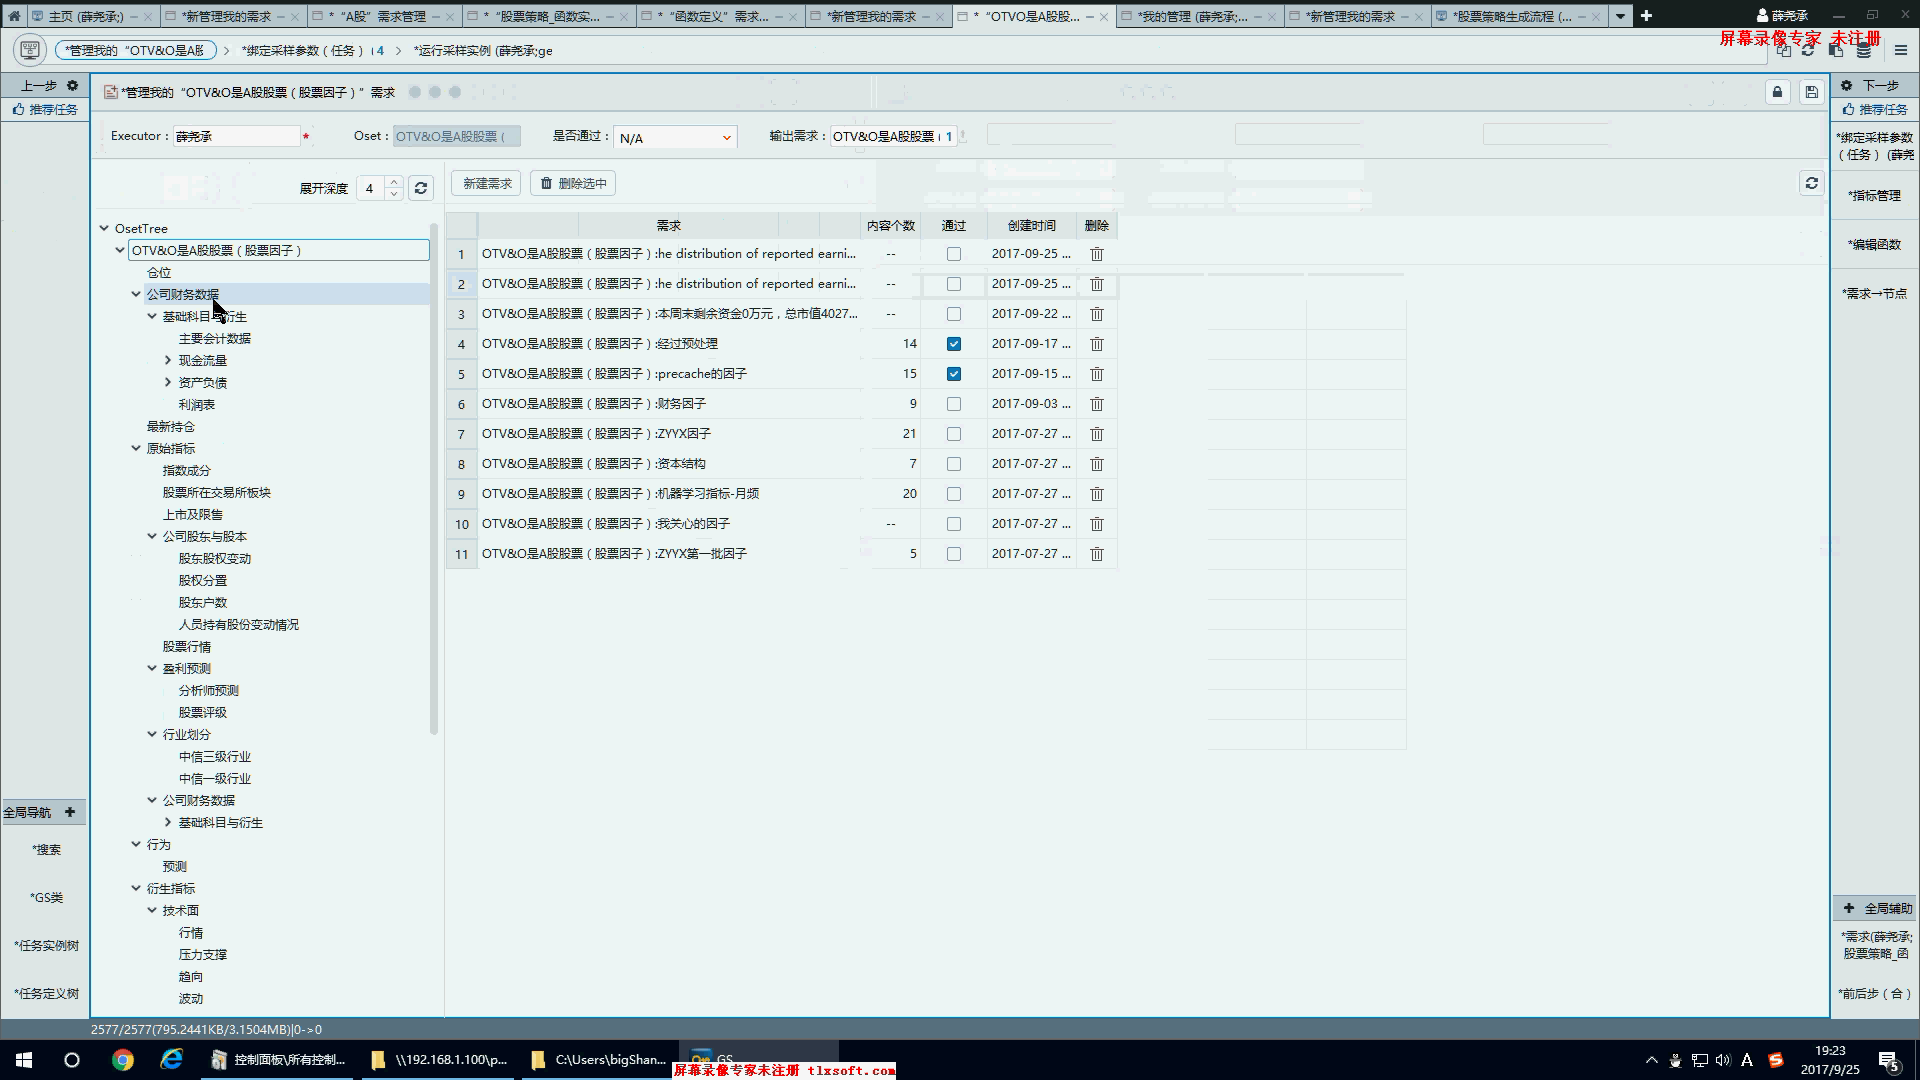 主页 (薛尧承;) -
*新管理我的需求 -
* “A股” 需求管理 -
* “股票策略_函数实... -
* “函数定义” 需求... -
*新管理我的需求 -
* “OTVO是A股股... -
*我的管理 (薛尧承;... -
*新管理我的需求 -
*股票策略生成流程 (... -
薛尧承
屏幕录像专家 未注册
*管理我的 “OTV&O是A股
*绑定采样参数（任务） ( 4
*运行采样实例 (薛尧承;ge
上一步
推荐任务
*管理我的 “OTV&O是A股股票（股票因子）” 需求
下一步
推荐任务
Executor :
薛尧承
*
Oset :
OTV&O是A股股票（
是否通过：
N/A
输出需求：
OTV&O是A股股票（ 1
*绑定采样参数
（任务） (薛尧
*指标管理
*编辑函数
*需求→节点
展开深度
4
新建需求
删除选中
OsetTree
OTV&O是A股股票（股票因子）
仓位
公司财务数据
基础科目与衍生
主要会计数据
现金流量
资产负债
利润表
最新持仓
原始指标
指数成分
股票所在交易所板块
上市及限售
公司股东与股本
股东股权变动
股权分置
股东户数
人员持有股份变动情况
股票行情
盈利预测
分析师预测
股票评级
行业划分
中信三级行业
中信一级行业
公司财务数据
基础科目与衍生
行为
预测
衍生指标
技术面
行情
压力支撑
趋向
波动
需求 内容个数 通过 创建时间 删除
1 OTV&O是A股股票（股票因子）:he distribution of reported earni... -- 2017-09-25 ...
2 OTV&O是A股股票（股票因子）:he distribution of reported earni... -- 2017-09-25 ...
3 OTV&O是A股股票（股票因子）:本周末剩余资金0万元，总市值4027... -- 2017-09-22 ...
4 OTV&O是A股股票（股票因子）:经过预处理 14 2017-09-17 ...
5 OTV&O是A股股票（股票因子）:precache的因子 15 2017-09-15 ...
6 OTV&O是A股股票（股票因子）:财务因子 9 2017-09-03 ...
7 OTV&O是A股股票（股票因子）:ZYYX因子 21 2017-07-27 ...
8 OTV&O是A股股票（股票因子）:资本结构 7 2017-07-27 ...
9 OTV&O是A股股票（股票因子）:机器学习指标-月频 20 2017-07-27 ...
10 OTV&O是A股股票（股票因子）:我关心的因子 -- 2017-07-27 ...
11 OTV&O是A股股票（股票因子）:ZYYX第一批因子 5 2017-07-27 ...
全局导航
*搜索
*GS类
*任务实例树
*任务定义树
全局辅助
*需求(薛尧承;
股票策略_函
*前后步（合）
2577/2577(795.2441KB/3.1504MB)|0->0
控制面板\所有控制...
\\192.168.1.100\p...
C:\Users\bigShan...
GS
屏幕录像专家未注册 tlxsoft.com
A
19:23
2017/9/25
5